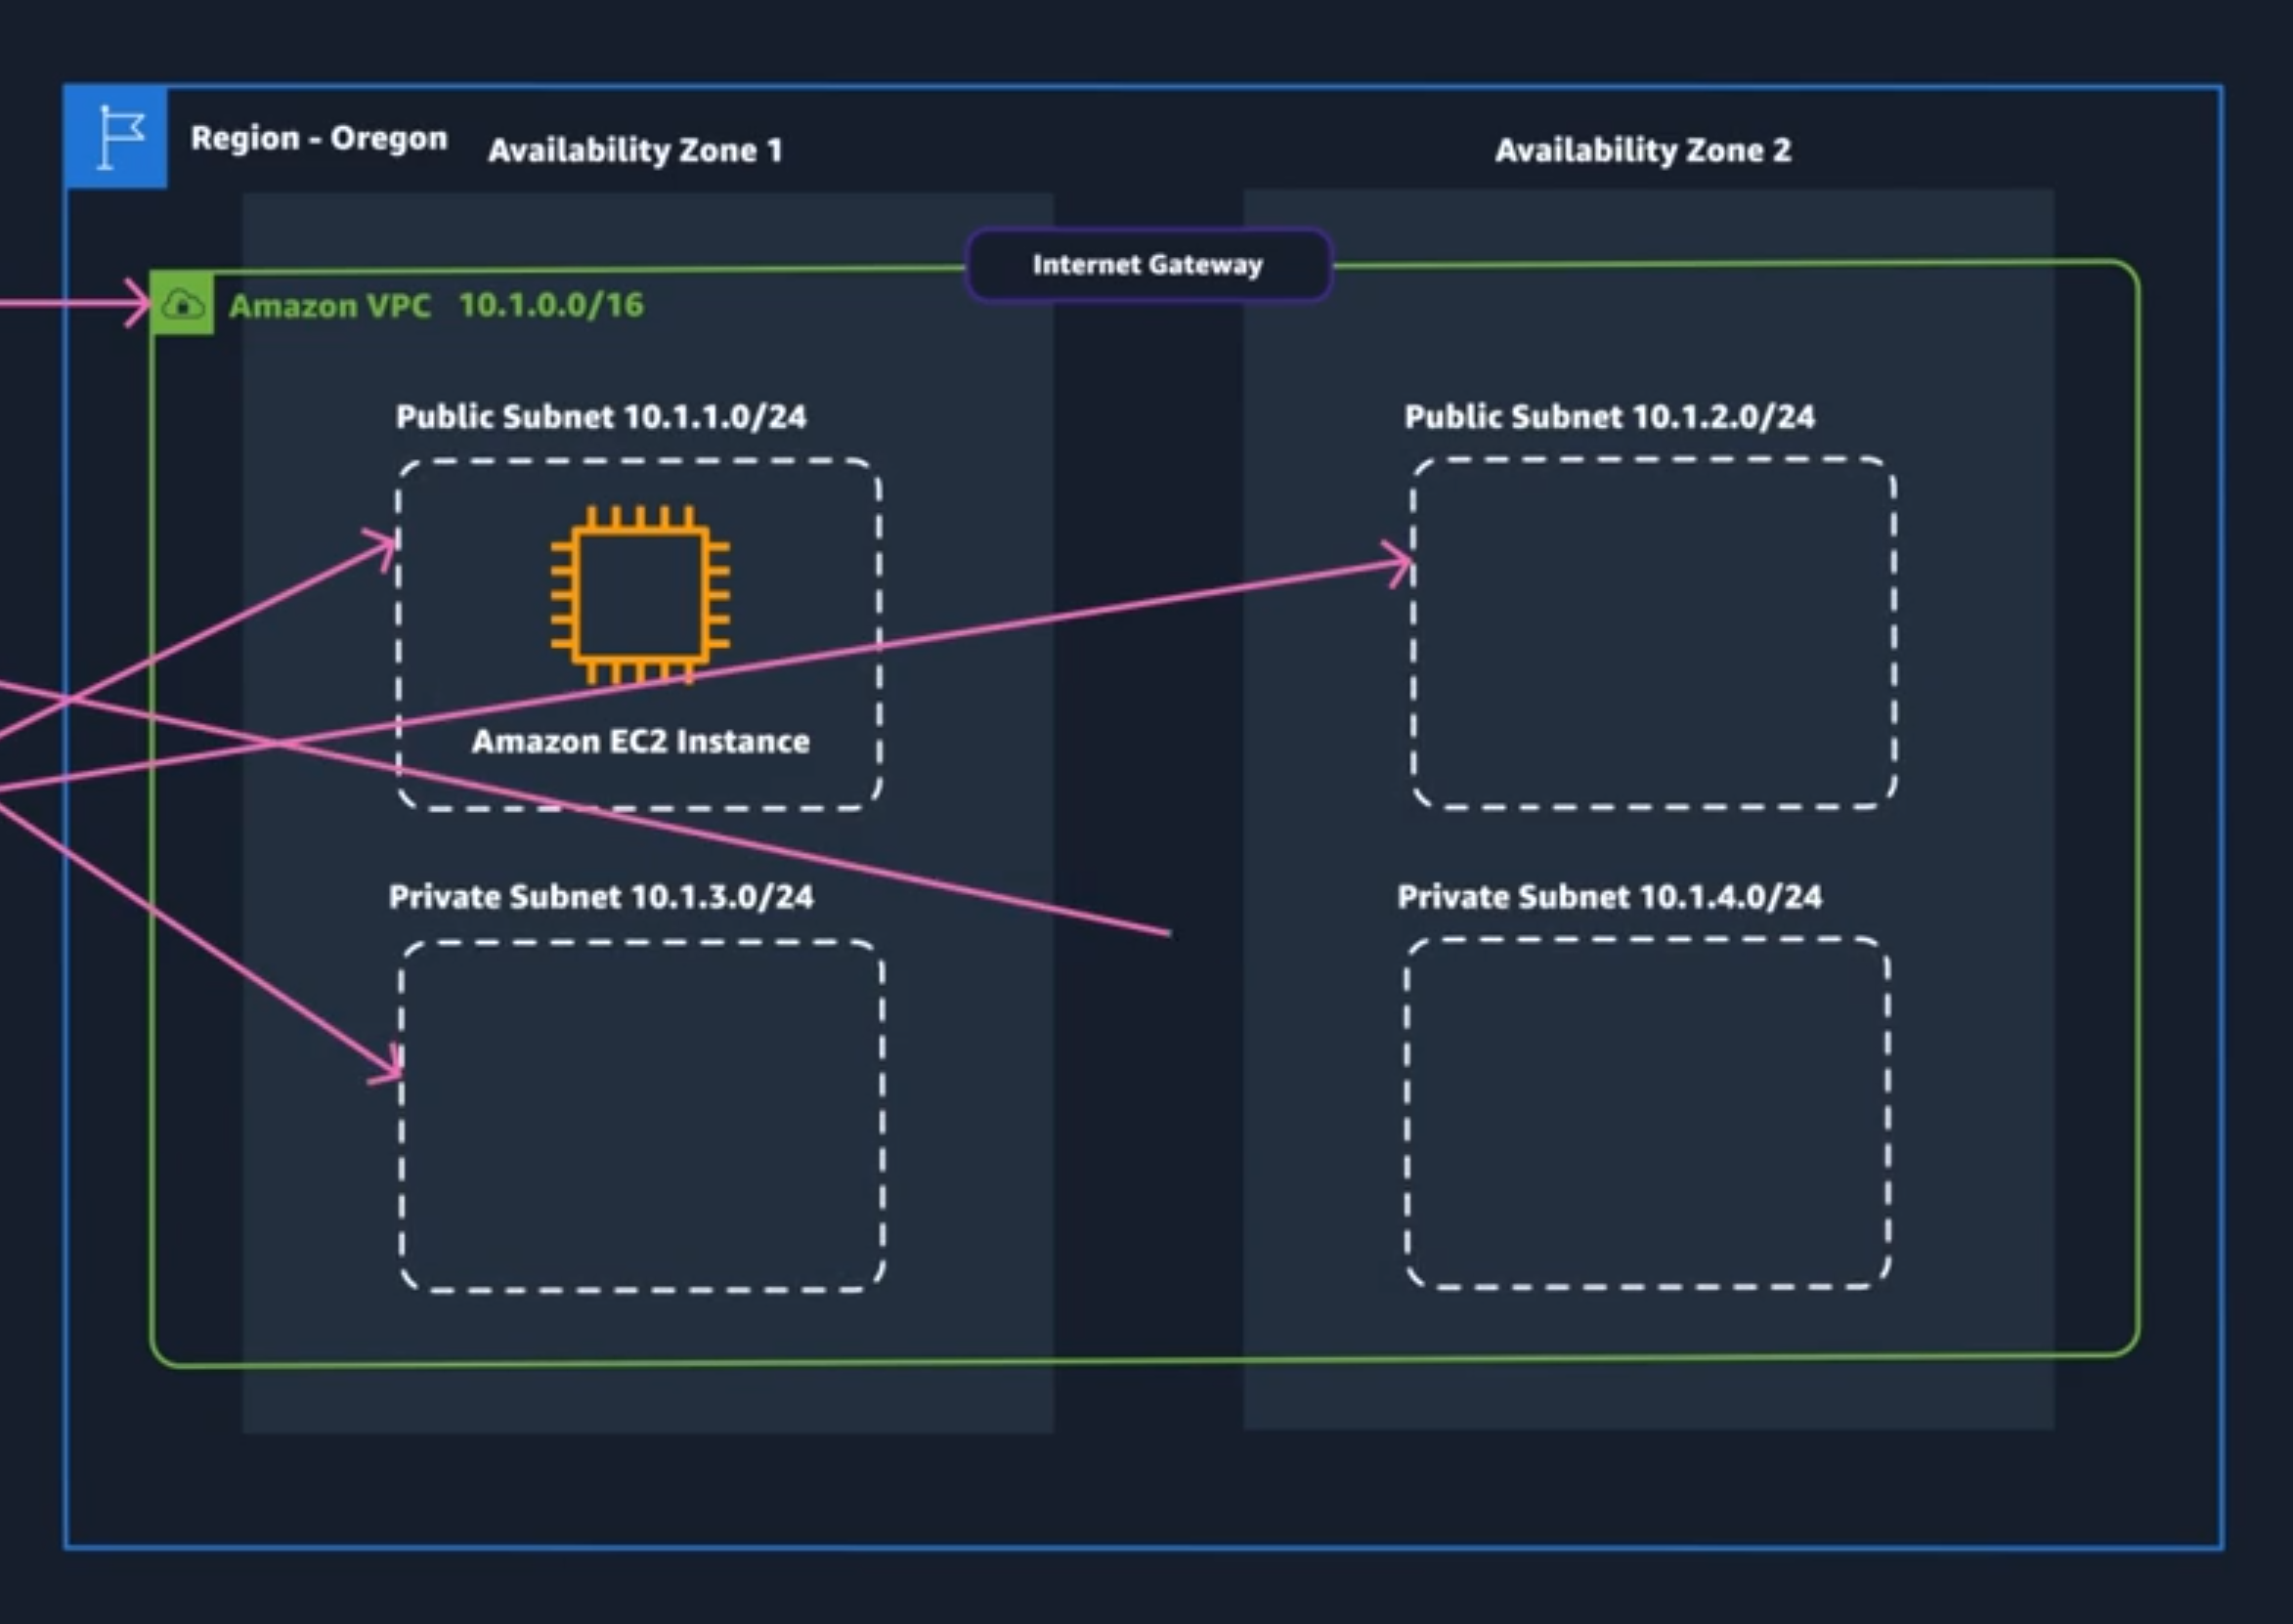 Region - Oregon
Availability Zone 1
Availability Zone 2
Internet Gateway
Amazon VPC 10.1.0.0/16
Public Subnet 10.1.1.0/24
Public Subnet 10.1.2.0/24
Amazon EC2 Instance
Private Subnet 10.1.3.0/24
Private Subnet 10.1.4.0/24